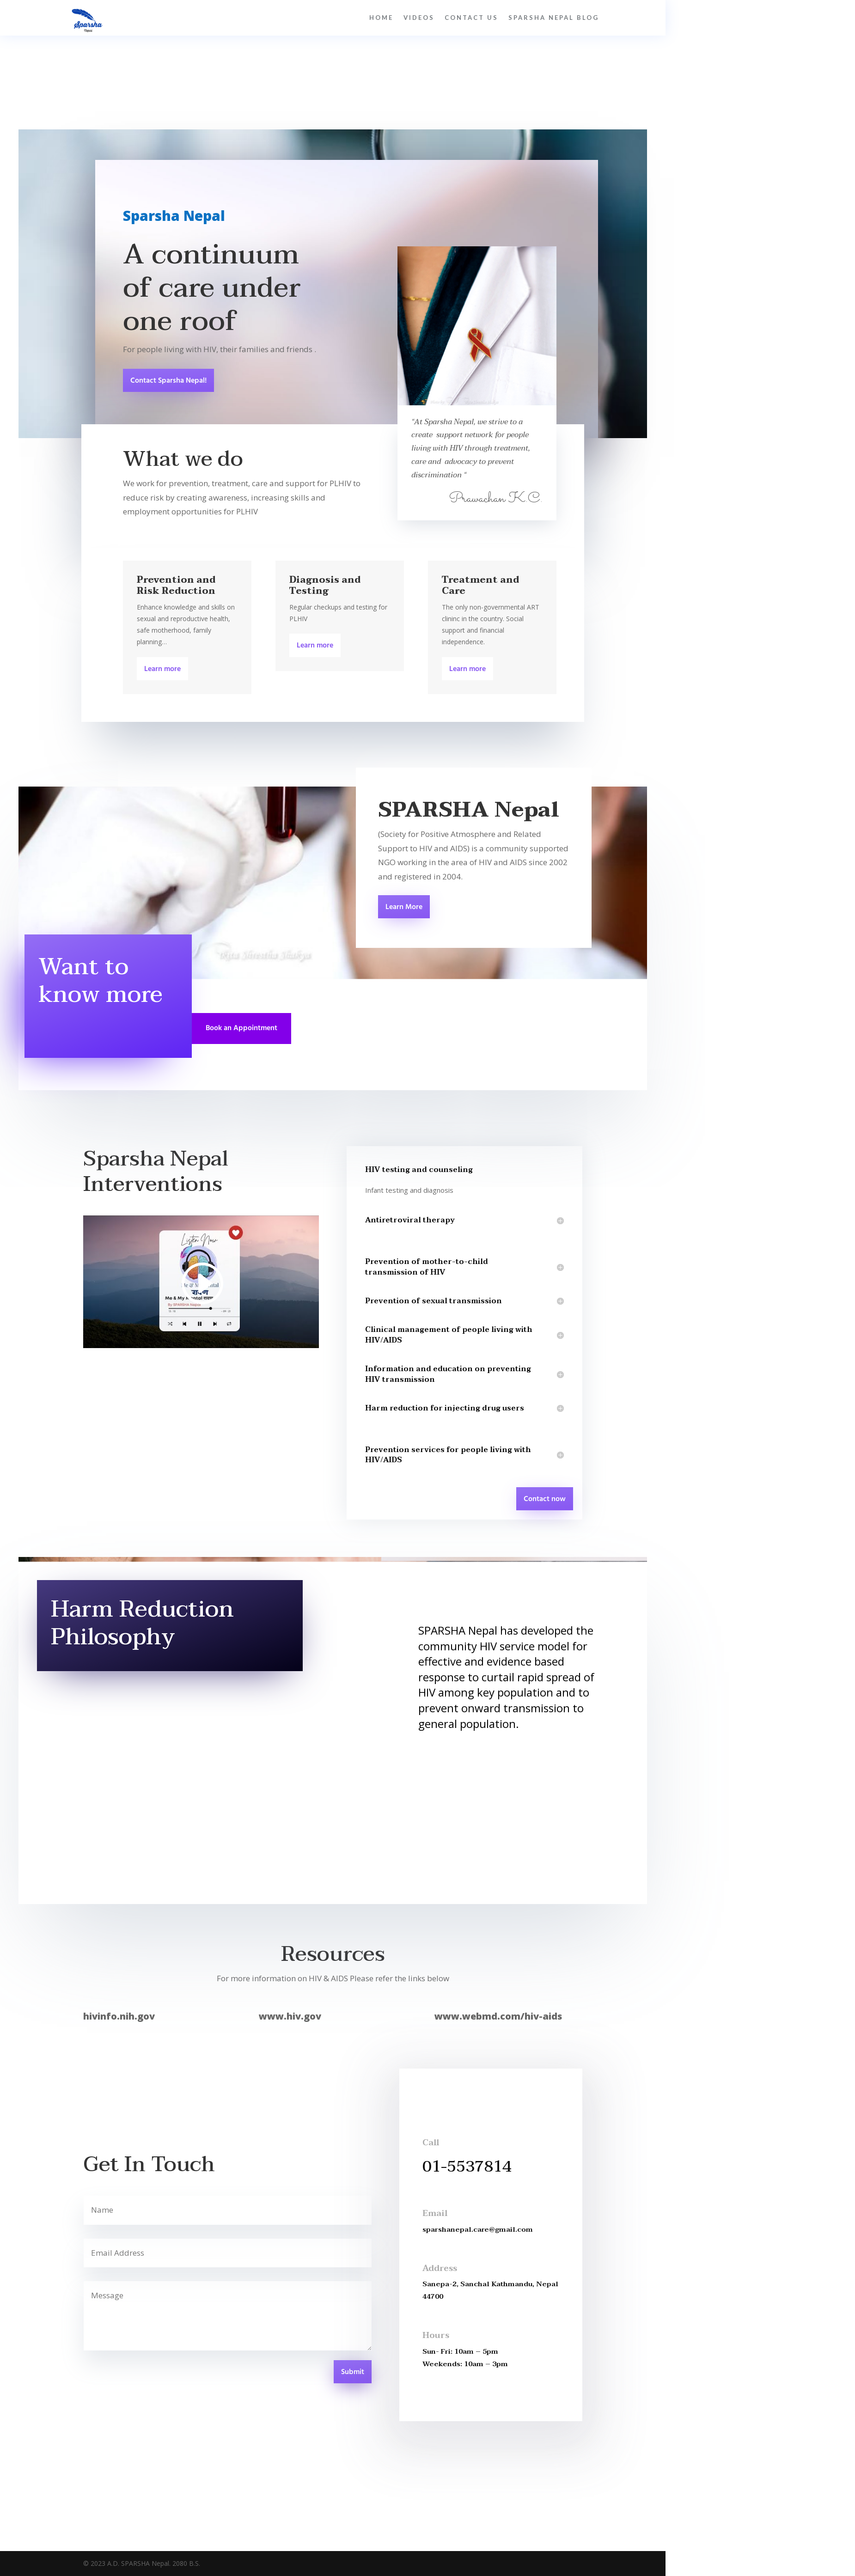 Sparsha
Nepal
HOME VIDEOS CONTACT US SPARSHA NEPAL BLOG
Sparsha Nepal
A continuum
of care under
one roof
For people living with HIV, their families and friends .
Contact Sparsha Nepal!
"At Sparsha Nepal, we strive to a
create support network for people
living with HIV through treatment,
care and advocacy to prevent
discrimination "
Prawachan K C
What we do
We work for prevention, treatment, care and support for PLHIV to
reduce risk by creating awareness, increasing skills and
employment opportunities for PLHIV
Prevention and
Risk Reduction
Enhance knowledge and skills on
sexual and reproductive health,
safe motherhood, family
planning...
Learn more
Diagnosis and
Testing
Regular checkups and testing for
PLHIV
Learn more
Treatment and
Care
The only non-governmental ART
clininc in the country. Social
support and financial
independence.
Learn more
SPARSHA Nepal
(Society for Positive Atmosphere and Related
Support to HIV and AIDS) is a community supported
NGO working in the area of HIV and AIDS since 2002
and registered in 2004.
Learn More
Want to
know more
Book an Appointment
Sparsha Nepal
Interventions
Listen Now
Me & My Mental
By SPARSHA Nepal
HIV testing and counseling
Infant testing and diagnosis
Antiretroviral therapy
Prevention of mother-to-child
transmission of HIV
Prevention of sexual transmission
Clinical management of people living with
HIV/AIDS
Information and education on preventing
HIV transmission
Harm reduction for injecting drug users
Prevention services for people living with
HIV/AIDS
Contact now
Harm Reduction
Philosophy
SPARSHA Nepal has developed the
community HIV service model for
effective and evidence based
response to curtail rapid spread of
HIV among key population and to
prevent onward transmission to
general population.
Resources
For more information on HIV & AIDS Please refer the links below
hivinfo.nih.gov
www.hiv.gov
www.webmd.com/hiv-aids
Get In Touch
Name
Email Address
Message
Submit
Call
01-5537814
Email
sparshanepal.care@gmail.com
Address
Sanepa-2, Sanchal Kathmandu, Nepal
44700
Hours
Sun- Fri: 10am – 5pm
Weekends: 10am – 3pm
© 2023 A.D. SPARSHA Nepal. 2080 B.S.